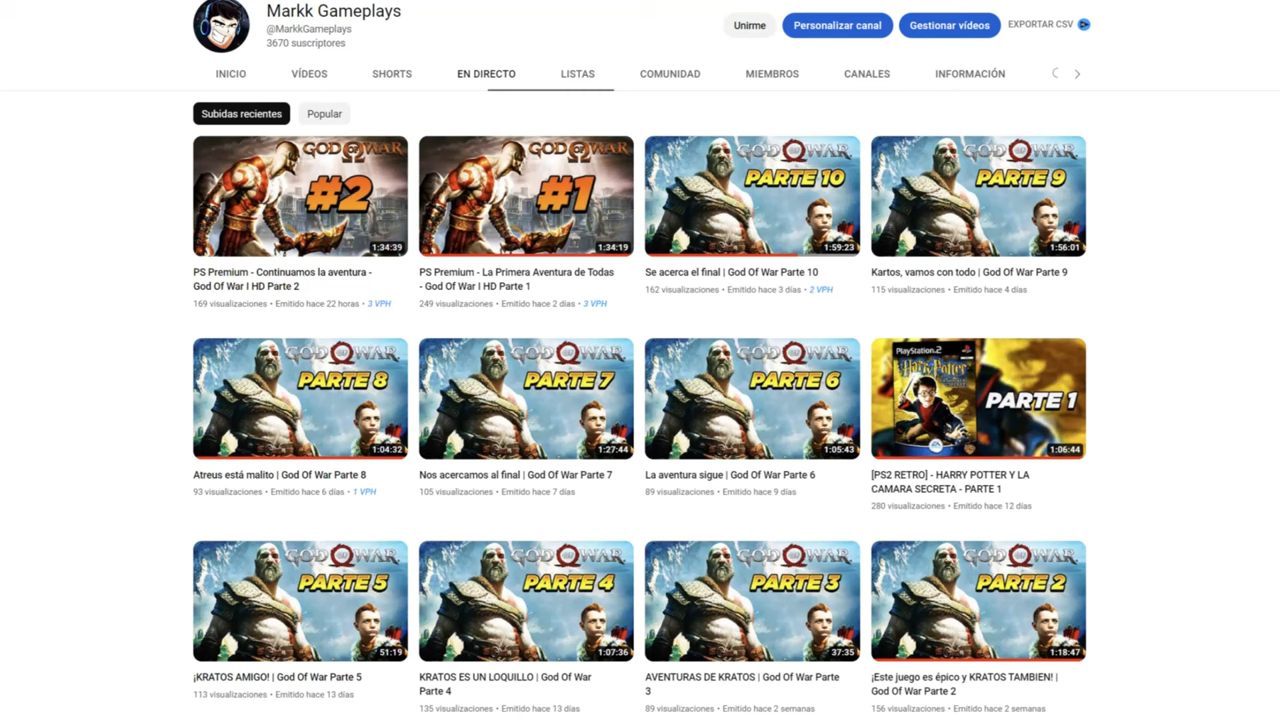 Markk Gameplays
@MarkkGameplays
3670 suscriptores
Unirme
Personalizar canal
Gestionar vídeos
EXPORTAR CSV
INICIO
VÍDEOS
SHORTS
EN DIRECTO
LISTAS
COMUNIDAD
MIEMBROS
CANALES
INFORMACIÓN
Subidas recientes
Popular
GOD OF WAR
#2
1:34:39
PS Premium - Continuamos la aventura -
God Of War I HD Parte 2
169 visualizaciones • Emitido hace 22 horas • 3 VPH
GOD OF WAR
#1
1:34:19
PS Premium - La Primera Aventura de Todas
- God Of War I HD Parte 1
249 visualizaciones • Emitido hace 2 días • 3 VPH
GOD OF WAR
PARTE 10
1:59:23
Se acerca el final | God Of War Parte 10
162 visualizaciones • Emitido hace 3 días • 2 VPH
GOD OF WAR
PARTE 9
1:56:01
Kartos, vamos con todo | God Of War Parte 9
115 visualizaciones • Emitido hace 4 días
GOD OF WAR
PARTE 8
1:04:32
Atreus está malito | God Of War Parte 8
93 visualizaciones • Emitido hace 6 días • 1 VPH
GOD OF WAR
PARTE 7
1:27:44
Nos acercamos al final | God Of War Parte 7
105 visualizaciones • Emitido hace 7 días
GOD OF WAR
PARTE 6
1:05:43
La aventura sigue | God Of War Parte 6
89 visualizaciones • Emitido hace 9 días
PlayStation.2
Harry Potter
PARTE 1
1:06:44
[PS2 RETRO] - HARRY POTTER Y LA
CAMARA SECRETA - PARTE 1
280 visualizaciones • Emitido hace 12 días
GOD OF WAR
PARTE 5
51:19
¡KRATOS AMIGO! | God Of War Parte 5
113 visualizaciones • Emitido hace 13 días
GOD OF WAR
PARTE 4
1:07:36
KRATOS ES UN LOQUILLO | God Of War
Parte 4
135 visualizaciones • Emitido hace 13 días
GOD OF WAR
PARTE 3
37:35
AVENTURAS DE KRATOS | God Of War Parte
3
89 visualizaciones • Emitido hace 2 semanas
GOD OF WAR
PARTE 2
1:18:47
¡Este juego es épico y KRATOS TAMBIEN! |
God Of War Parte 2
156 visualizaciones • Emitido hace 2 semanas